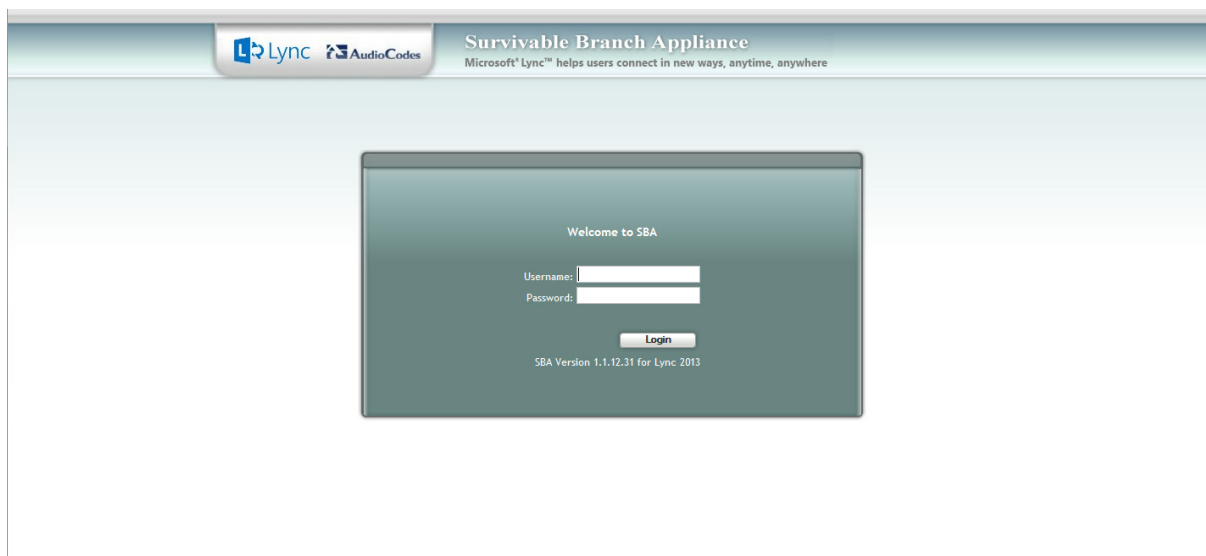 Lync AudioCodes
Survivable Branch Appliance
Microsoft® Lync™ helps users connect in new ways, anytime, anywhere
Welcome to SBA
Username:
Password:
Login
SBA Version 1.1.12.31 for Lync 2013